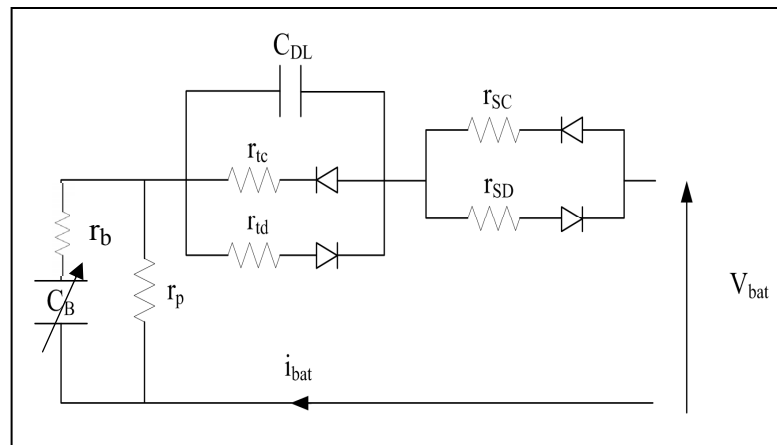 C_DL
r_SC
r_tc
r_SD
r_td
r_b
C_B
r_p
V_bat
i_bat